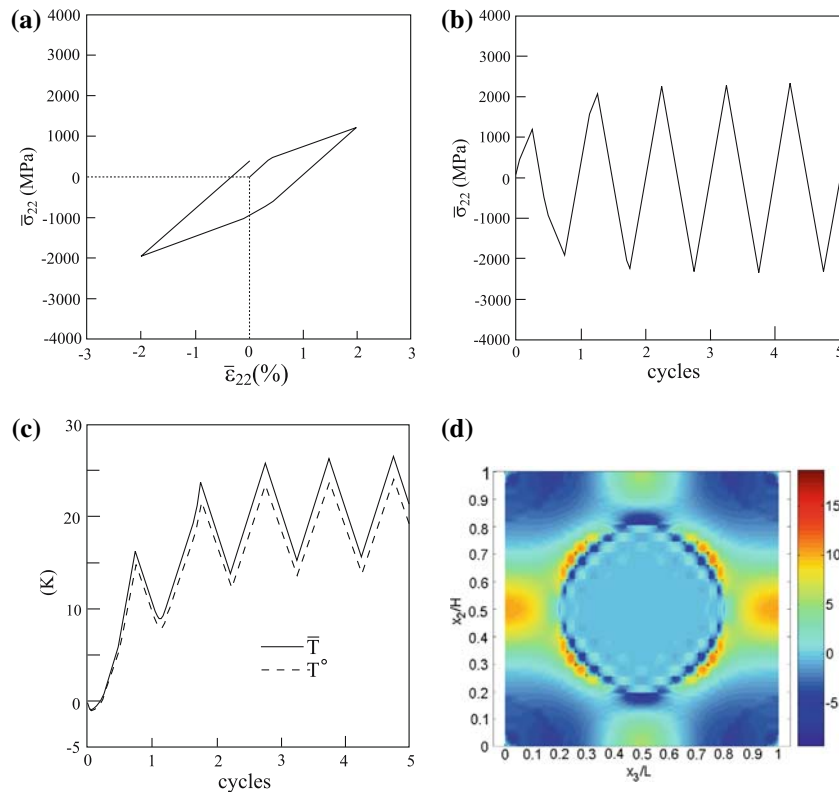 (a)
4000
3000
2000
1000
0
-1000
-2000
-3000
-4000
σ̅22 (MPa)
-3 -2 -1 0 1 2 3
ε̅22(%)
(b)
4000
3000
2000
1000
0
-1000
-2000
-3000
-4000
σ̅22 (MPa)
0 1 2 3 4 5
cycles
(c)
30
20
10
0
-5
(K)
T̅
T°
0 1 2 3 4 5
cycles
(d)
1
0.9
0.8
0.7
0.6
0.5
0.4
0.3
0.2
0.1
0
x2/H
0 0.1 0.2 0.3 0.4 0.5 0.6 0.7 0.8 0.9 1
x3/L
15
10
5
0
-5